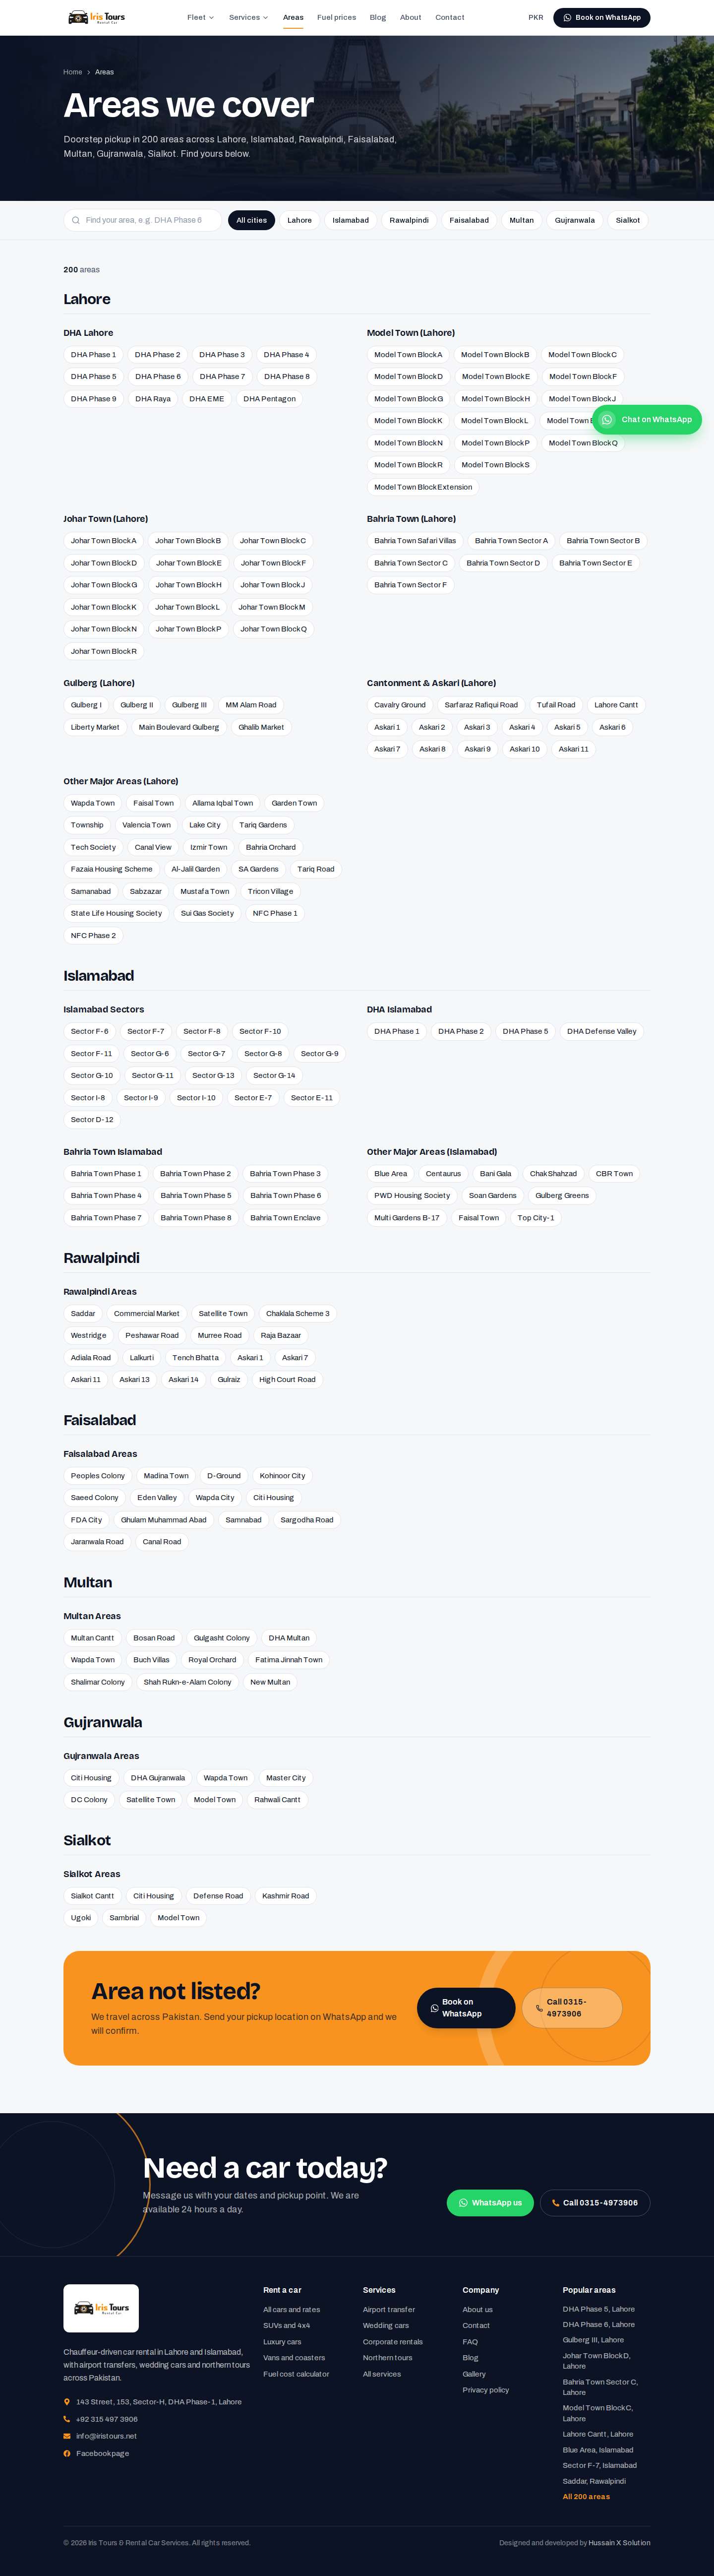 Iris Tours
Rental Car
Fleet
Services
Areas
Fuel prices
Blog
About
Contact
PKR
Book on WhatsApp
Home
Areas
Areas we cover
Doorstep pickup in 200 areas across Lahore, Islamabad, Rawalpindi, Faisalabad,
Multan, Gujranwala, Sialkot. Find yours below.
Find your area, e.g. DHA Phase 6
All cities
Lahore
Islamabad
Rawalpindi
Faisalabad
Multan
Gujranwala
Sialkot
200 areas
Lahore
DHA Lahore
DHA Phase 1 DHA Phase 2 DHA Phase 3 DHA Phase 4
DHA Phase 5 DHA Phase 6 DHA Phase 7 DHA Phase 8
DHA Phase 9 DHA Raya DHA EME DHA Pentagon
Model Town (Lahore)
Model Town Block A Model Town Block B Model Town Block C
Model Town Block D Model Town Block E Model Town Block F
Model Town Block G Model Town Block H Model Town Block J
Model Town Block K Model Town Block L Model Town
Model Town Block N Model Town Block P Model Town Block Q
Model Town Block R Model Town Block S
Model Town Block Extension
Chat on WhatsApp
Johar Town (Lahore)
Johar Town Block A Johar Town Block B Johar Town Block C
Johar Town Block D Johar Town Block E Johar Town Block F
Johar Town Block G Johar Town Block H Johar Town Block J
Johar Town Block K Johar Town Block L Johar Town Block M
Johar Town Block N Johar Town Block P Johar Town Block Q
Johar Town Block R
Bahria Town (Lahore)
Bahria Town Safari Villas Bahria Town Sector A Bahria Town Sector B
Bahria Town Sector C Bahria Town Sector D Bahria Town Sector E
Bahria Town Sector F
Gulberg (Lahore)
Gulberg I Gulberg II Gulberg III MM Alam Road
Liberty Market Main Boulevard Gulberg Ghalib Market
Cantonment & Askari (Lahore)
Cavalry Ground Sarfaraz Rafiqui Road Tufail Road Lahore Cantt
Askari 1 Askari 2 Askari 3 Askari 4 Askari 5 Askari 6
Askari 7 Askari 8 Askari 9 Askari 10 Askari 11
Other Major Areas (Lahore)
Wapda Town Faisal Town Allama Iqbal Town Garden Town
Township Valencia Town Lake City Tariq Gardens
Tech Society Canal View Izmir Town Bahria Orchard
Fazaia Housing Scheme Al-Jalil Garden SA Gardens Tariq Road
Samanabad Sabzazar Mustafa Town Tricon Village
State Life Housing Society Sui Gas Society NFC Phase 1
NFC Phase 2
Islamabad
Islamabad Sectors
Sector F-6 Sector F-7 Sector F-8 Sector F-10
Sector F-11 Sector G-6 Sector G-7 Sector G-8 Sector G-9
Sector G-10 Sector G-11 Sector G-13 Sector G-14
Sector I-8 Sector I-9 Sector I-10 Sector E-7 Sector E-11
Sector D-12
DHA Islamabad
DHA Phase 1 DHA Phase 2 DHA Phase 5 DHA Defense Valley
Bahria Town Islamabad
Bahria Town Phase 1 Bahria Town Phase 2 Bahria Town Phase 3
Bahria Town Phase 4 Bahria Town Phase 5 Bahria Town Phase 6
Bahria Town Phase 7 Bahria Town Phase 8 Bahria Town Enclave
Other Major Areas (Islamabad)
Blue Area Centaurus Bani Gala Chak Shahzad CBR Town
PWD Housing Society Soan Gardens Gulberg Greens
Multi Gardens B-17 Faisal Town Top City-1
Rawalpindi
Rawalpindi Areas
Saddar Commercial Market Satellite Town Chaklala Scheme 3
Westridge Peshawar Road Murree Road Raja Bazaar
Adiala Road Lalkurti Tench Bhatta Askari 1 Askari 7
Askari 11 Askari 13 Askari 14 Gulraiz High Court Road
Faisalabad
Faisalabad Areas
Peoples Colony Madina Town D-Ground Kohinoor City
Saeed Colony Eden Valley Wapda City Citi Housing
FDA City Ghulam Muhammad Abad Samnabad Sargodha Road
Jaranwala Road Canal Road
Multan
Multan Areas
Multan Cantt Bosan Road Gulgasht Colony DHA Multan
Wapda Town Buch Villas Royal Orchard Fatima Jinnah Town
Shalimar Colony Shah Rukn-e-Alam Colony New Multan
Gujranwala
Gujranwala Areas
Citi Housing DHA Gujranwala Wapda Town Master City
DC Colony Satellite Town Model Town Rahwali Cantt
Sialkot
Sialkot Areas
Sialkot Cantt Citi Housing Defense Road Kashmir Road
Ugoki Sambrial Model Town
Area not listed?
We travel across Pakistan. Send your pickup location on WhatsApp and we
will confirm.
Book on
WhatsApp
Call 0315-
4973906
Need a car today?
Message us with your dates and pickup point. We are
available 24 hours a day.
WhatsApp us
Call 0315-4973906
Iris Tours
Rental Car
Chauffeur-driven car rental in Lahore and Islamabad,
with airport transfers, wedding cars and northern tours
across Pakistan.
143 Street, 153, Sector-H, DHA Phase-1, Lahore
+92 315 497 3906
info@iristours.net
Facebook page
Rent a car
All cars and rates
SUVs and 4x4
Luxury cars
Vans and coasters
Fuel cost calculator
Services
Airport transfer
Wedding cars
Corporate rentals
Northern tours
All services
Company
About us
Contact
FAQ
Blog
Gallery
Privacy policy
Popular areas
DHA Phase 5, Lahore
DHA Phase 6, Lahore
Gulberg III, Lahore
Johar Town Block D,
Lahore
Bahria Town Sector C,
Lahore
Model Town Block C,
Lahore
Lahore Cantt, Lahore
Blue Area, Islamabad
Sector F-7, Islamabad
Saddar, Rawalpindi
All 200 areas
© 2026 Iris Tours & Rental Car Services. All rights reserved.
Designed and developed by Hussain X Solution